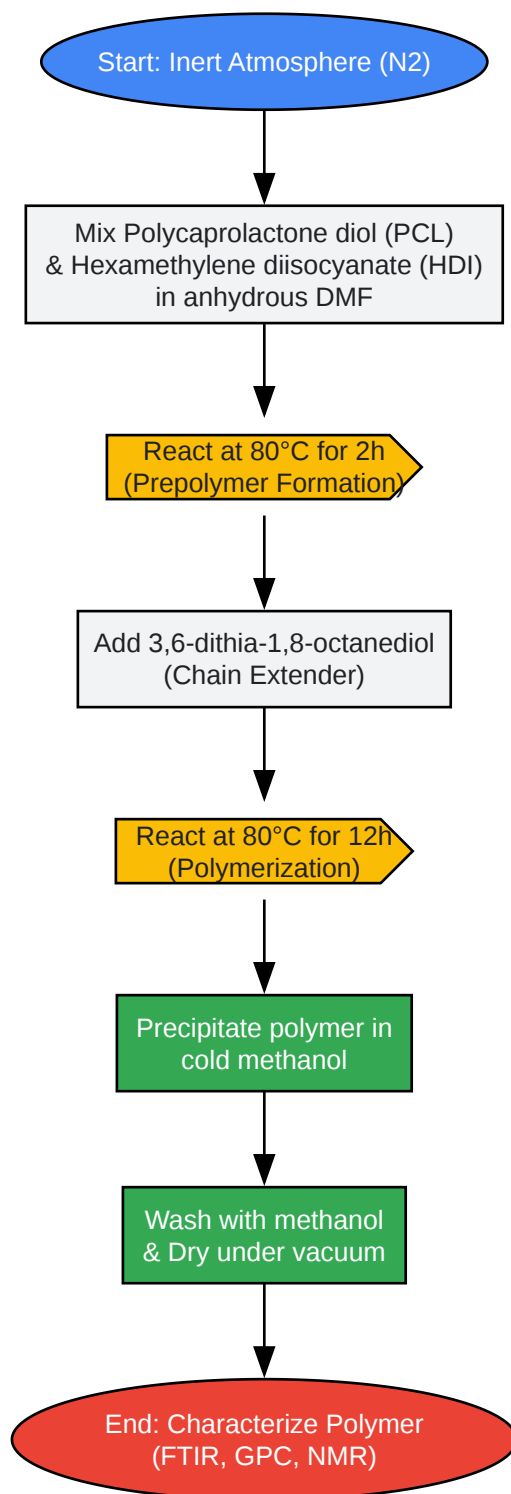 Start: Inert Atmosphere (N2)
Mix Polycaprolactone diol (PCL)
& Hexamethylene diisocyanate (HDI)
in anhydrous DMF
React at 80°C for 2h
(Prepolymer Formation)
Add 3,6-dithia-1,8-octanediol
(Chain Extender)
React at 80°C for 12h
(Polymerization)
Precipitate polymer in
cold methanol
Wash with methanol
& Dry under vacuum
End: Characterize Polymer
(FTIR, GPC, NMR)